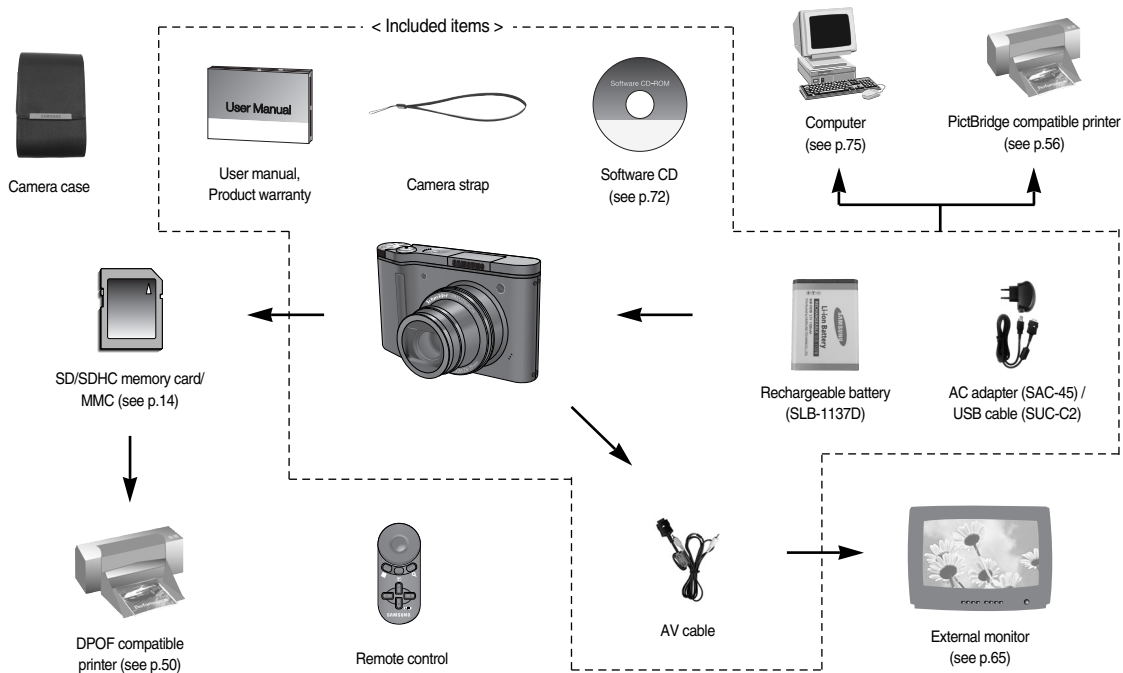 < Included items >
SAMSUNG
User Manual
Software CD-ROM
Camera case
User manual,
Product warranty
Camera strap
Software CD
(see p.72)
Computer
(see p.75)
PictBridge compatible printer
(see p.56)
SAMSUNG
SD/SDHC memory card/
MMC (see p.14)
SAMSUNG
Li-ion Battery
Rechargeable battery
(SLB-1137D)
AC adapter (SAC-45) /
USB cable (SUC-C2)
DPOF compatible
printer (see p.50)
SAMSUNG
Remote control
AV cable
External monitor
(see p.65)